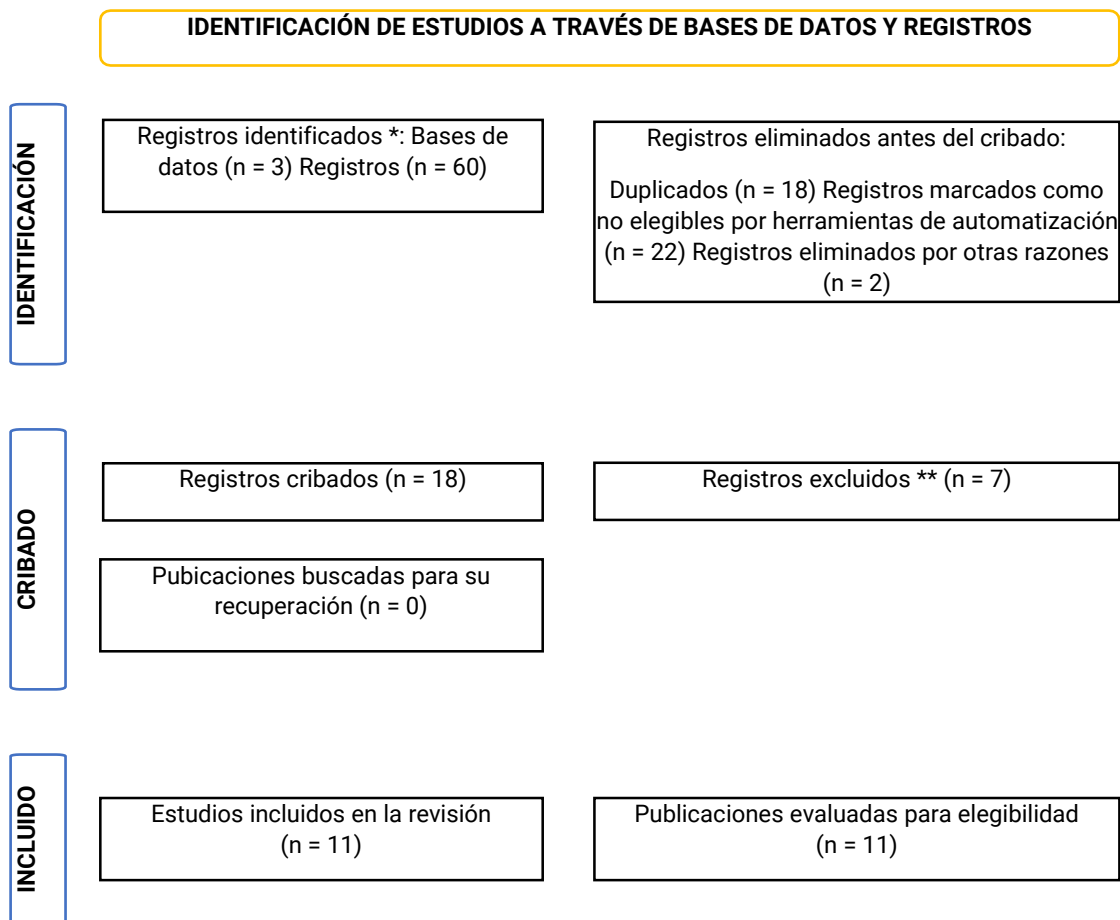 IDENTIFICACIÓN DE ESTUDIOS A TRAVÉS DE BASES DE DATOS Y REGISTROS
IDENTIFICACIÓN
Registros identificados *: Bases de
datos (n = 3) Registros (n = 60)
Registros eliminados antes del cribado:
Duplicados (n = 18) Registros marcados como
no elegibles por herramientas de automatización
(n = 22) Registros eliminados por otras razones
(n = 2)
CRIBADO
Registros cribados (n = 18)
Registros excluidos ** (n = 7)
Pubicaciones buscadas para su
recuperación (n = 0)
INCLUIDO
Estudios incluidos en la revisión
(n = 11)
Publicaciones evaluadas para elegibilidad
(n = 11)